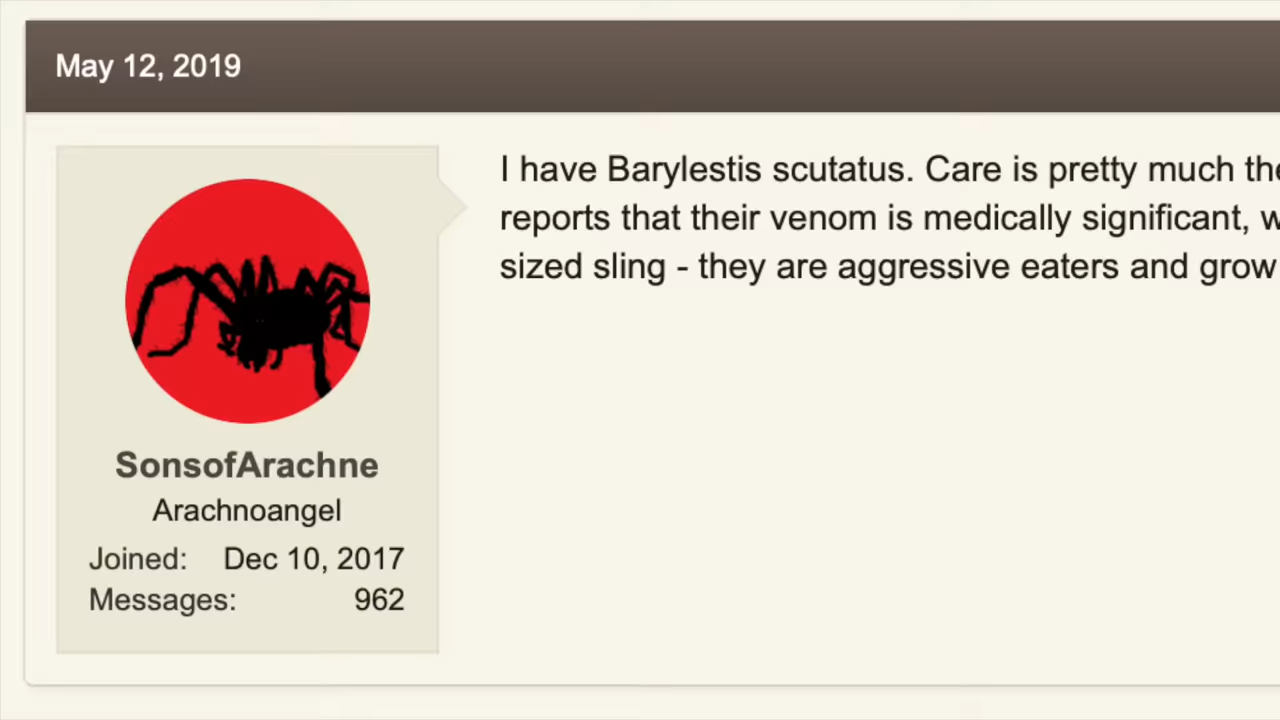 May 12, 2019
I have Barylestis scutatus. Care is pretty much the
reports that their venom is medically significant,
sized sling - they are aggressive eaters and grow
SonsofArachne
Arachnoangel
Joined: Dec 10, 2017
Messages: 962